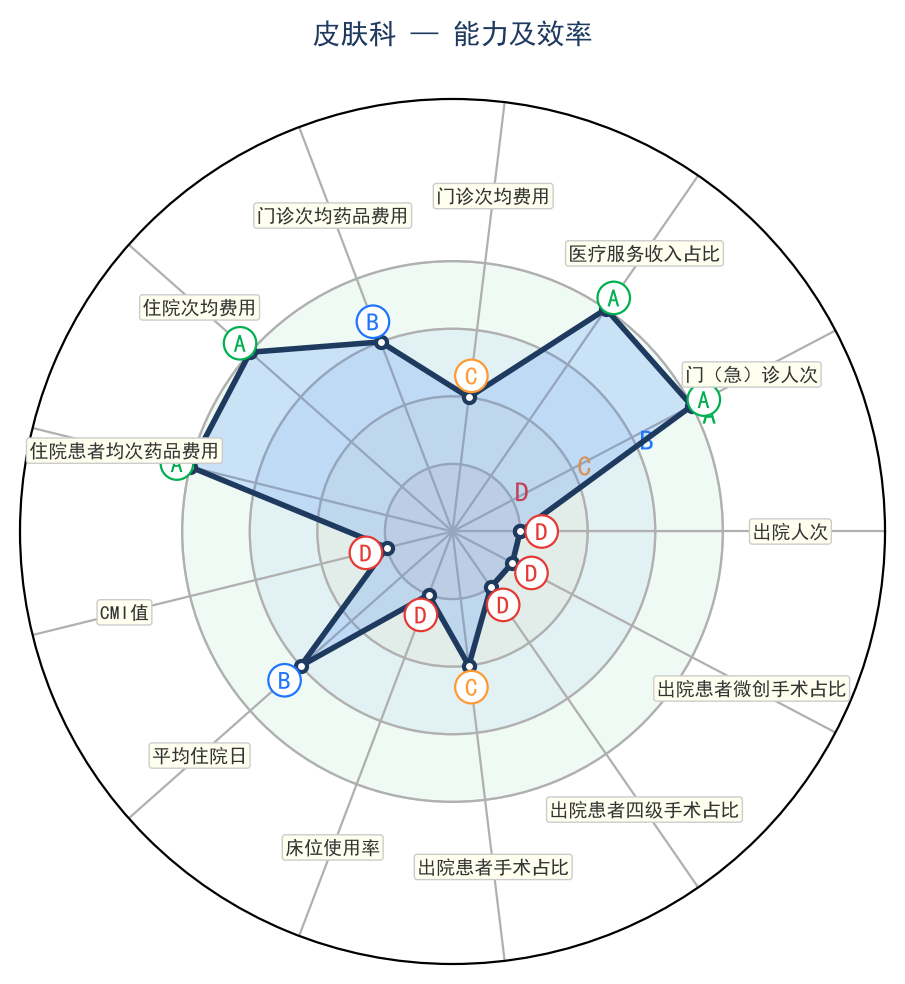 皮肤科 — 能力及效率
门诊次均费用
门诊次均药品费用
医疗服务收入占比
住院次均费用
A
B
A
C
门（急）诊人次
A
A
B
住院患者均次药品费用
A
C
D
出院人次
D
D
D
CMI值
D
D
B
C
出院患者微创手术占比
平均住院日
出院患者四级手术占比
床位使用率
出院患者手术占比